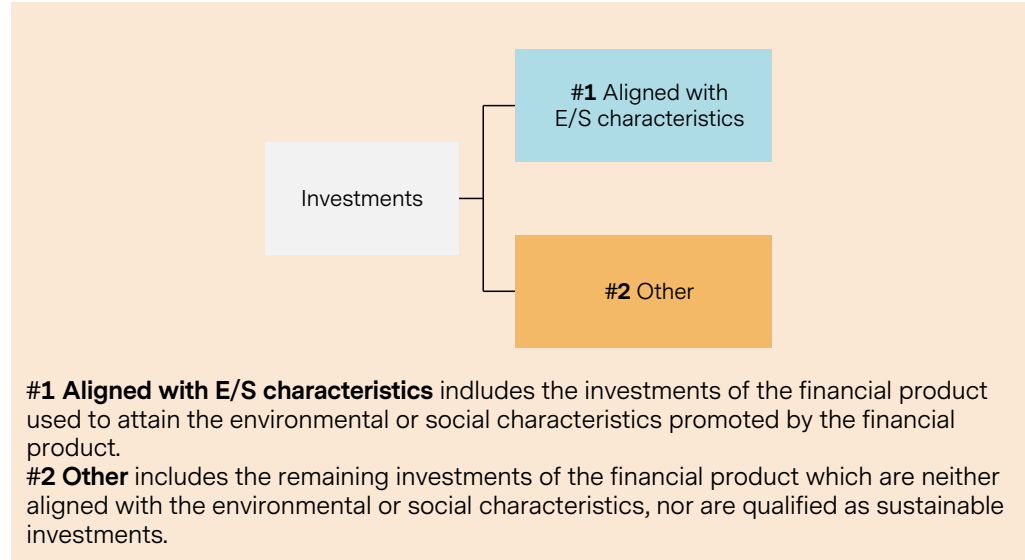 #1 Aligned with
E/S characteristics
Investments
#2 Other
#1 Aligned with E/S characteristics indludes the investments of the financial product
used to attain the environmental or social characteristics promoted by the financial
product.
#2 Other includes the remaining investments of the financial product which are neither
aligned with the environmental or social characteristics, nor are qualified as sustainable
investments.